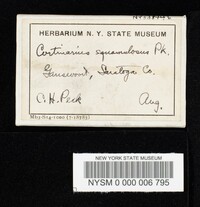 HERBARIUM N. Y. STATE MUSEUM
Cortinarius squamulosus Pk.
Gansevoort, Saratoga Co.
C. H. Peck Aug.
NEW YORK STATE MUSEUM
NYSM 0 000 006 795